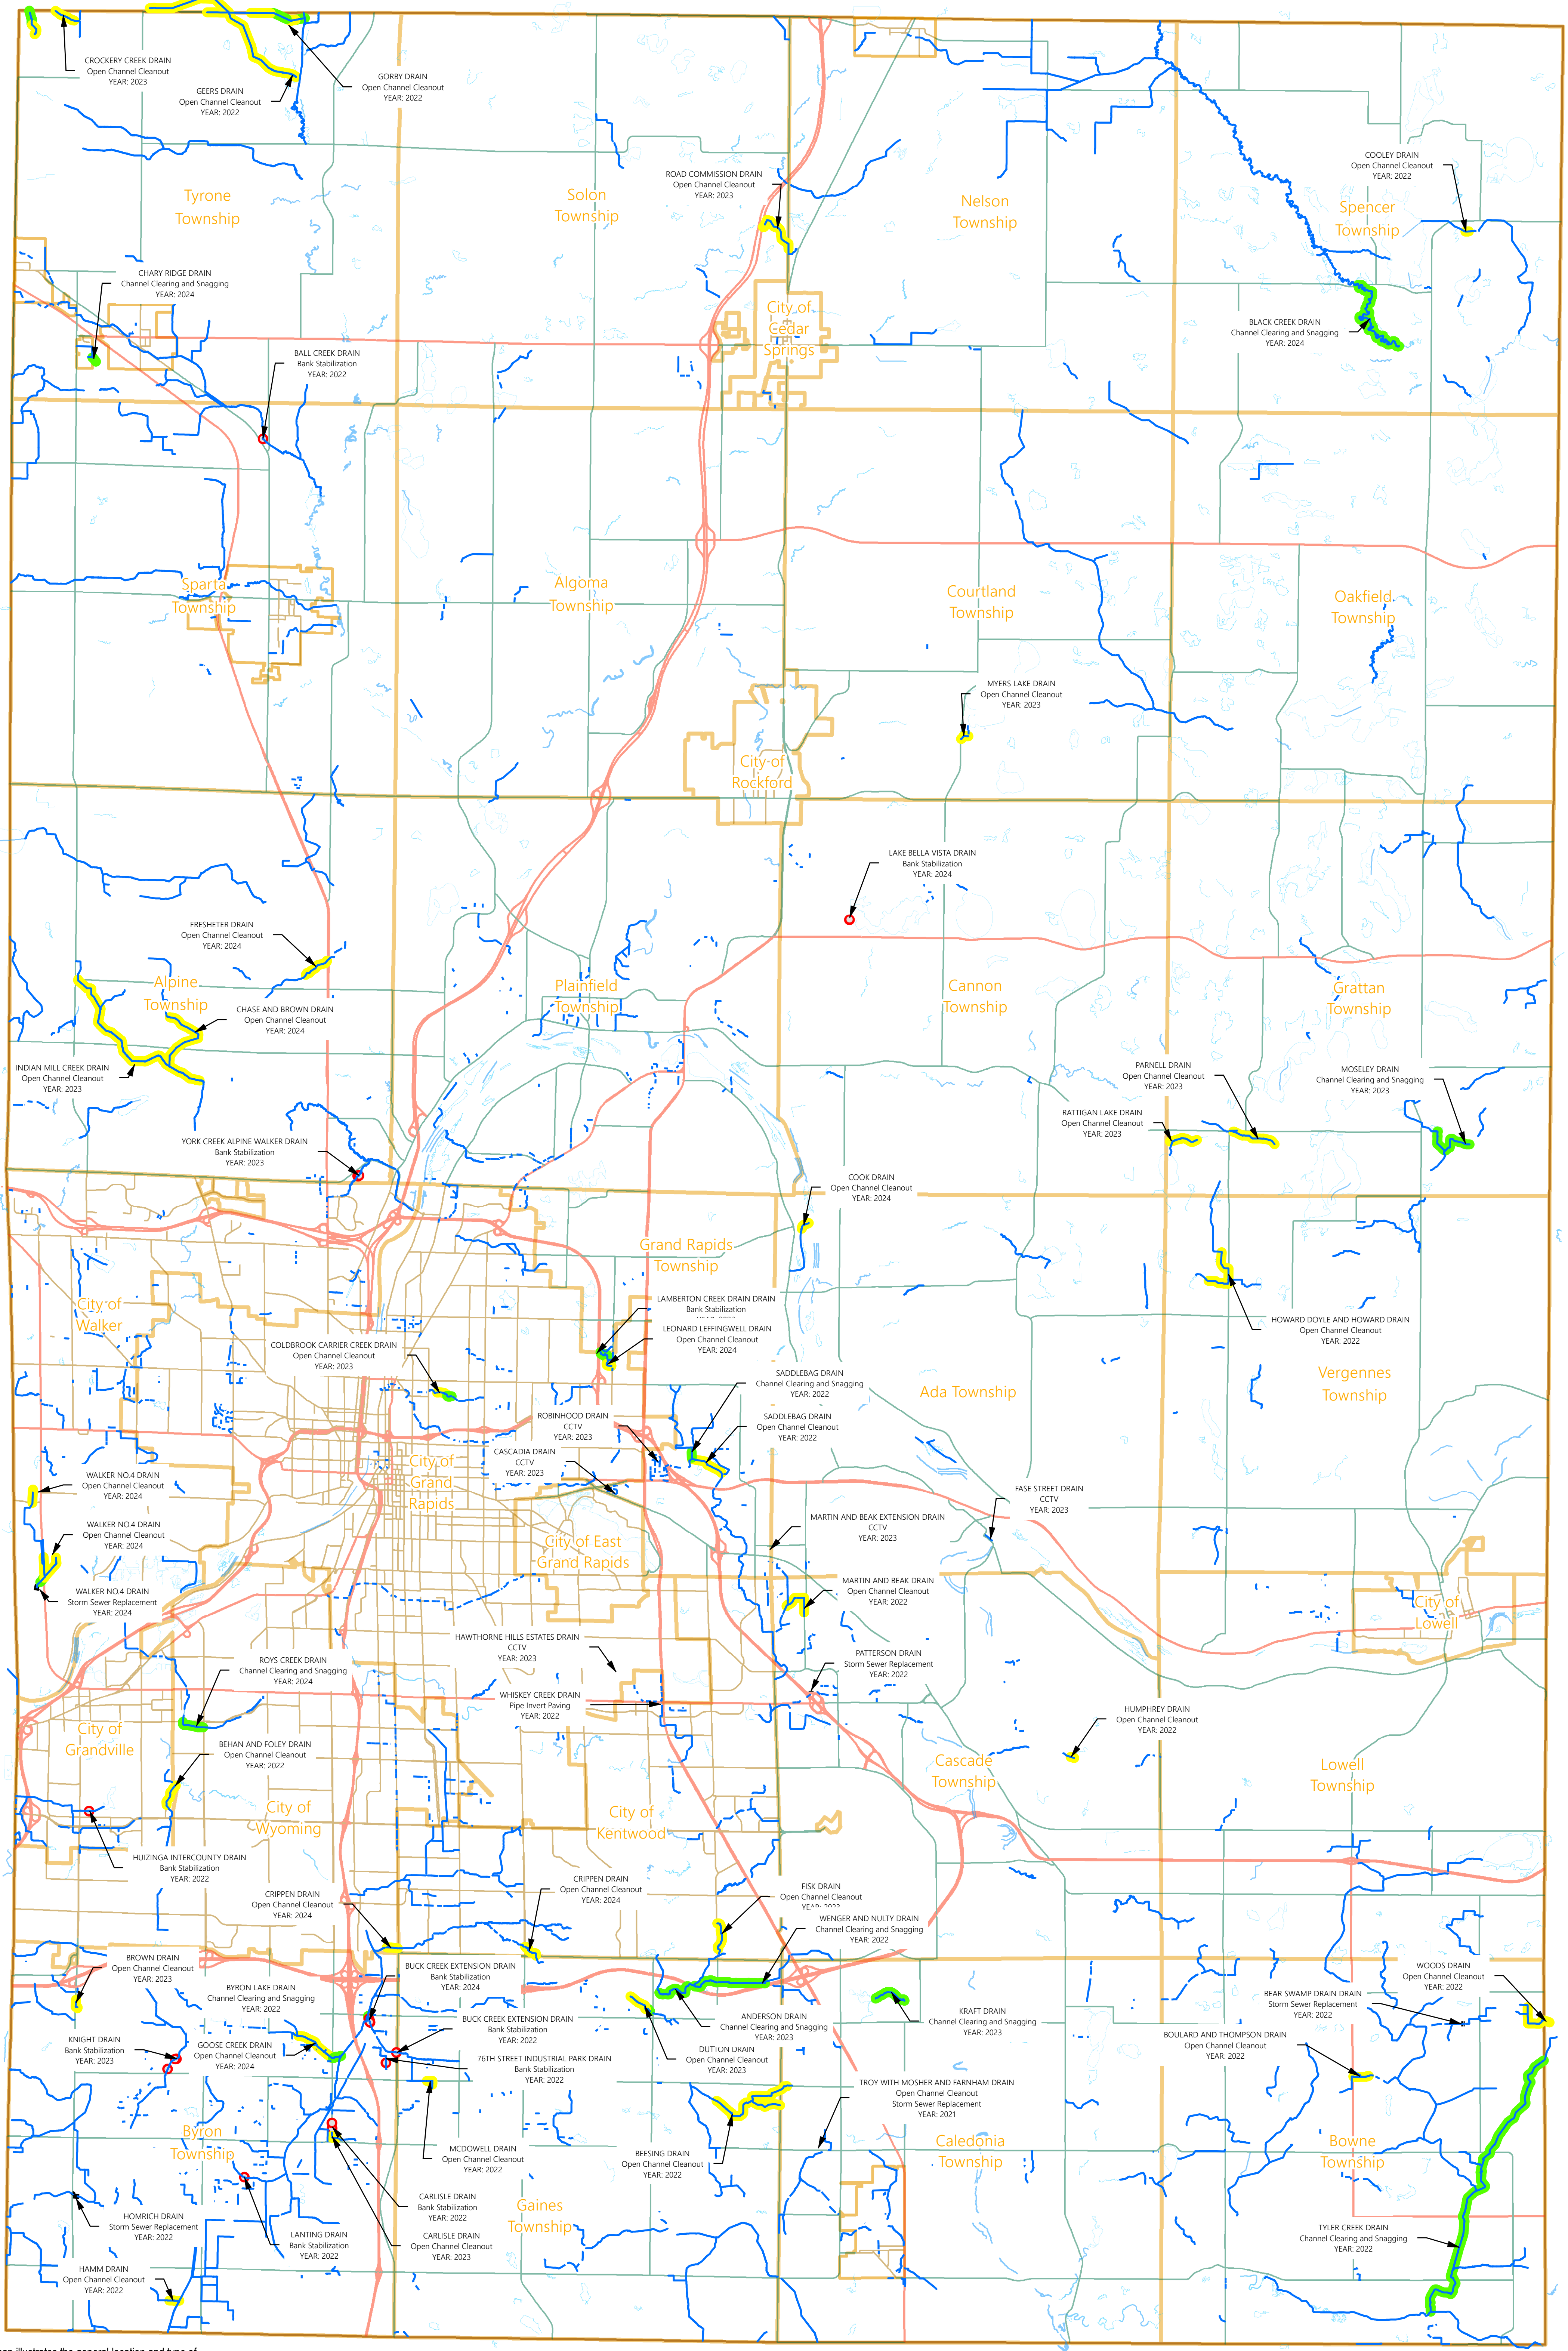 CROCKERY CREEK DRAIN
Open Channel Cleanout
YEAR: 2023
GEERS DRAIN
Open Channel Cleanout
YEAR: 2022
GORBY DRAIN
Open Channel Cleanout
YEAR: 2022
ROAD COMMISSION DRAIN
Open Channel Cleanout
YEAR: 2023
COOLEY DRAIN
Open Channel Cleanout
YEAR: 2022
Tyrone
Township
Solon
Township
Nelson
Township
Spencer
Township
CHARY RIDGE DRAIN
Channel Clearing and Snagging
YEAR: 2024
City of
Cedar
Springs
BLACK CREEK DRAIN
Channel Clearing and Snagging
YEAR: 2024
BALL CREEK DRAIN
Bank Stabilization
YEAR: 2022
Sparta
Township
Algoma
Township
Courtland
Township
Oakfield
Township
MYERS LAKE DRAIN
Open Channel Cleanout
YEAR: 2023
City of
Rockford
LAKE BELLA VISTA DRAIN
Bank Stabilization
YEAR: 2024
FRESHETER DRAIN
Open Channel Cleanout
YEAR: 2024
Alpine
Township
CHASE AND BROWN DRAIN
Open Channel Cleanout
YEAR: 2024
Plainfield
Township
Cannon
Township
Grattan
Township
INDIAN MILL CREEK DRAIN
Open Channel Cleanout
YEAR: 2023
PARNELL DRAIN
Open Channel Cleanout
YEAR: 2023
MOSELEY DRAIN
Channel Clearing and Snagging
YEAR: 2023
RATTIGAN LAKE DRAIN
Open Channel Cleanout
YEAR: 2023
YORK CREEK ALPINE WALKER DRAIN
Bank Stabilization
YEAR: 2023
COOK DRAIN
Open Channel Cleanout
YEAR: 2024
Grand Rapids
Township
City of
Walker
LAMBERTON CREEK DRAIN DRAIN
Bank Stabilization
LEONARD LEFFINGWELL DRAIN
Open Channel Cleanout
YEAR: 2024
HOWARD DOYLE AND HOWARD DRAIN
Open Channel Cleanout
YEAR: 2022
COLDBROOK CARRIER CREEK DRAIN
Open Channel Cleanout
YEAR: 2023
SADDLEBAG DRAIN
Channel Clearing and Snagging
YEAR: 2022
Ada Township
Vergennes
Township
ROBINHOOD DRAIN
CCTV
YEAR: 2023
SADDLEBAG DRAIN
Open Channel Cleanout
YEAR: 2022
CASCADIA DRAIN
CCTV
YEAR: 2023
City of
Grand
Rapids
WALKER NO.4 DRAIN
Open Channel Cleanout
YEAR: 2024
FASE STREET DRAIN
CCTV
YEAR: 2023
WALKER NO.4 DRAIN
Open Channel Cleanout
YEAR: 2024
MARTIN AND BEAK EXTENSION DRAIN
CCTV
YEAR: 2023
City of East
Grand Rapids
WALKER NO.4 DRAIN
Storm Sewer Replacement
YEAR: 2024
MARTIN AND BEAK DRAIN
Open Channel Cleanout
YEAR: 2022
City of
Lowell
HAWTHORNE HILLS ESTATES DRAIN
CCTV
YEAR: 2023
PATTERSON DRAIN
Storm Sewer Replacement
YEAR: 2022
ROYS CREEK DRAIN
Channel Clearing and Snagging
YEAR: 2024
WHISKEY CREEK DRAIN
Pipe Invert Paving
YEAR: 2022
HUMPHREY DRAIN
Open Channel Cleanout
YEAR: 2022
City of
Grandville
BEHAN AND FOLEY DRAIN
Open Channel Cleanout
YEAR: 2022
Cascade
Township
Lowell
Township
City of
Wyoming
City of
Kentwood
HUIZINGA INTERCOUNTY DRAIN
Bank Stabilization
YEAR: 2022
CRIPPEN DRAIN
Open Channel Cleanout
YEAR: 2024
CRIPPEN DRAIN
Open Channel Cleanout
YEAR: 2024
FISK DRAIN
Open Channel Cleanout
YEAR: 2023
WENGER AND NULTY DRAIN
Channel Clearing and Snagging
YEAR: 2022
BROWN DRAIN
Open Channel Cleanout
YEAR: 2023
BUCK CREEK EXTENSION DRAIN
Bank Stabilization
YEAR: 2024
WOODS DRAIN
Open Channel Cleanout
YEAR: 2022
BYRON LAKE DRAIN
Channel Clearing and Snagging
YEAR: 2022
BEAR SWAMP DRAIN DRAIN
Storm Sewer Replacement
YEAR: 2022
KRAFT DRAIN
Channel Clearing and Snagging
YEAR: 2023
ANDERSON DRAIN
Channel Clearing and Snagging
YEAR: 2023
BUCK CREEK EXTENSION DRAIN
Bank Stabilization
YEAR: 2022
KNIGHT DRAIN
Bank Stabilization
YEAR: 2023
GOOSE CREEK DRAIN
Open Channel Cleanout
YEAR: 2024
BOULARD AND THOMPSON DRAIN
Open Channel Cleanout
YEAR: 2022
DUTTON DRAIN
Open Channel Cleanout
YEAR: 2023
76TH STREET INDUSTRIAL PARK DRAIN
Bank Stabilization
YEAR: 2022
TROY WITH MOSHER AND FARNHAM DRAIN
Open Channel Cleanout
Storm Sewer Replacement
YEAR: 2021
Byron
Township
MCDOWELL DRAIN
Open Channel Cleanout
YEAR: 2022
BEESING DRAIN
Open Channel Cleanout
YEAR: 2022
Caledonia
Township
Bowne
Township
CARLISLE DRAIN
Bank Stabilization
YEAR: 2022
Gaines
Township
HOMRICH DRAIN
Storm Sewer Replacement
YEAR: 2022
LANTING DRAIN
Bank Stabilization
YEAR: 2022
CARLISLE DRAIN
Open Channel Cleanout
YEAR: 2023
TYLER CREEK DRAIN
Channel Clearing and Snagging
YEAR: 2022
HAMM DRAIN
Open Channel Cleanout
YEAR: 2022